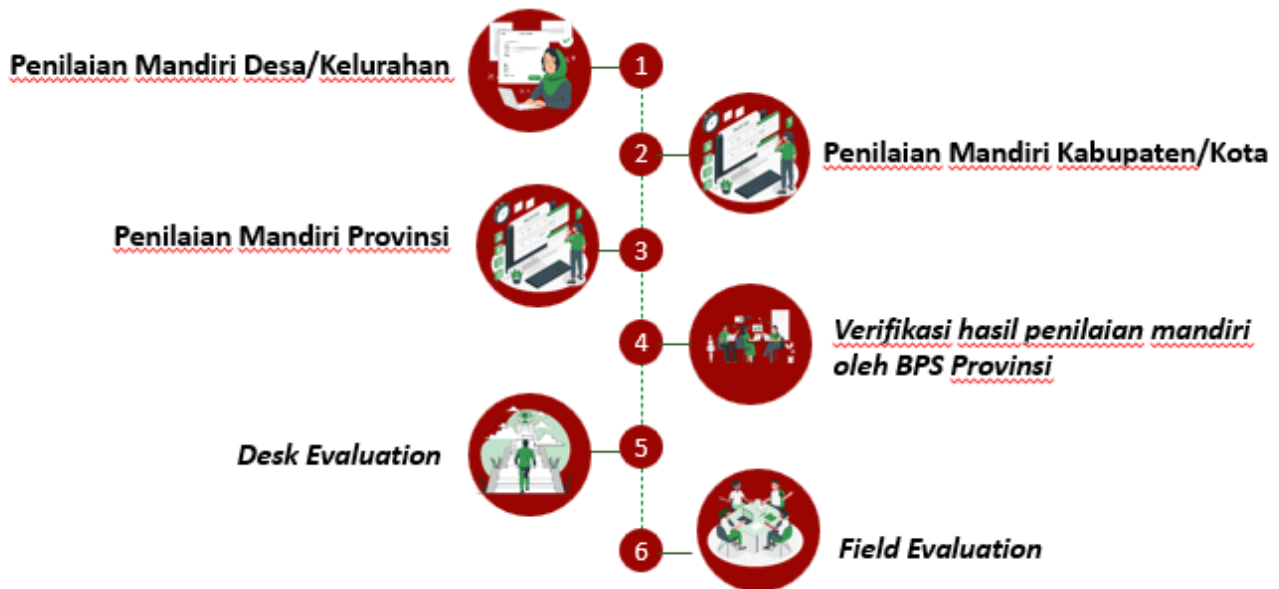 Penilaian Mandiri Desa/Kelurahan
1
2
Penilaian Mandiri Kabupaten/Kota
Penilaian Mandiri Provinsi
3
4
Verifikasi hasil penilaian mandiri
oleh BPS Provinsi
Desk Evaluation
5
6
Field Evaluation